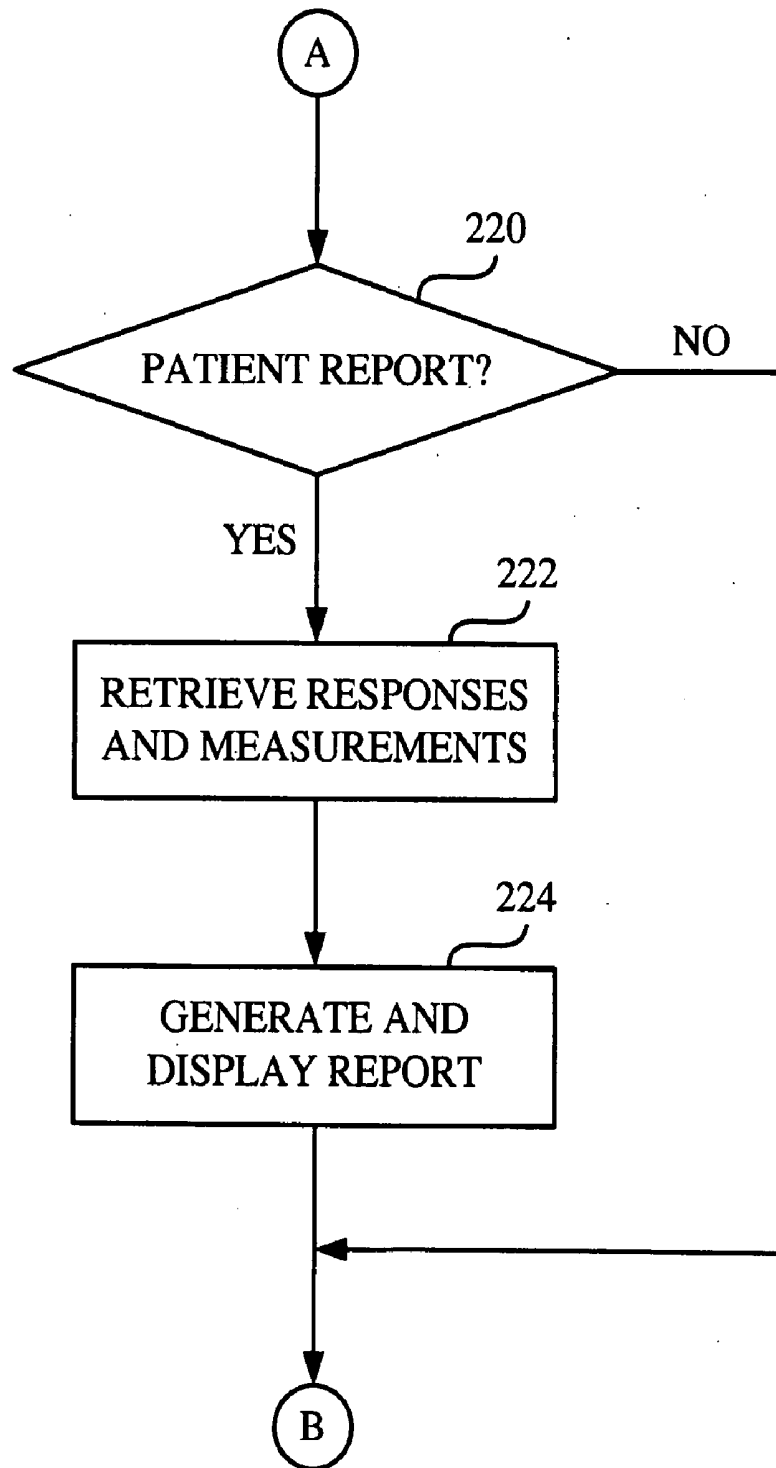 A
220
PATIENT REPORT?
NO
YES
222
RETRIEVE RESPONSES
AND MEASUREMENTS
224
GENERATE AND
DISPLAY REPORT
B